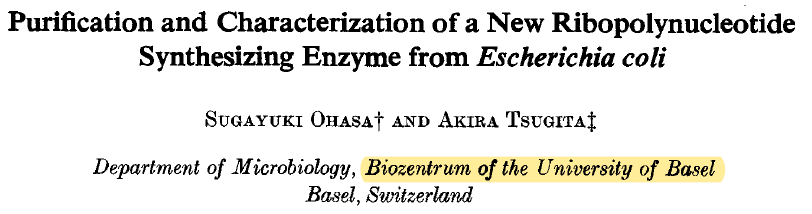 Purification and Characterization of a New Ribopolynucleotide
Synthesizing Enzyme from Escherichia coli
SUGAYUKI OHASA† AND AKIRA TSUGITA‡
Department of Microbiology, Biozentrum of the University of Basel
Basel, Switzerland